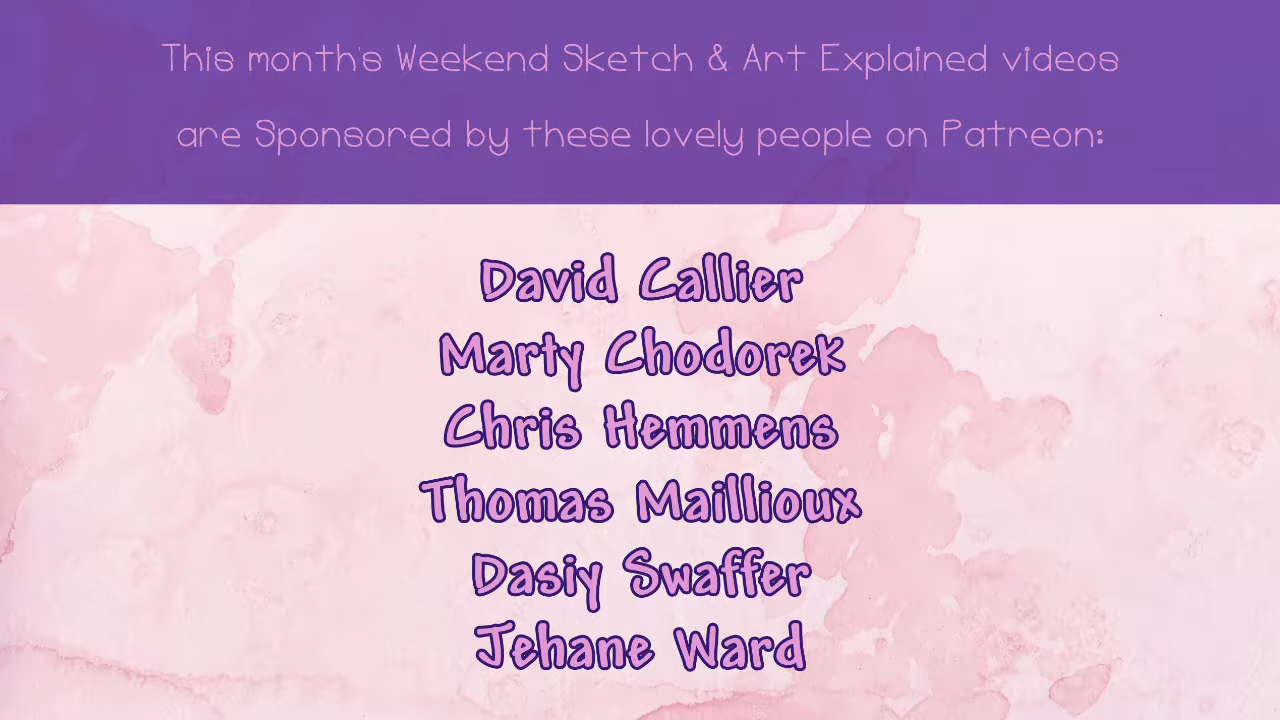 This month's Weekend Sketch & Art Explained videos
are Sponsored by these lovely people on Patreon:
David Callier
Marty Chodorek
Chris Hemmens
Thomas Maillioux
Dasiy Swaffer
Jehane Ward